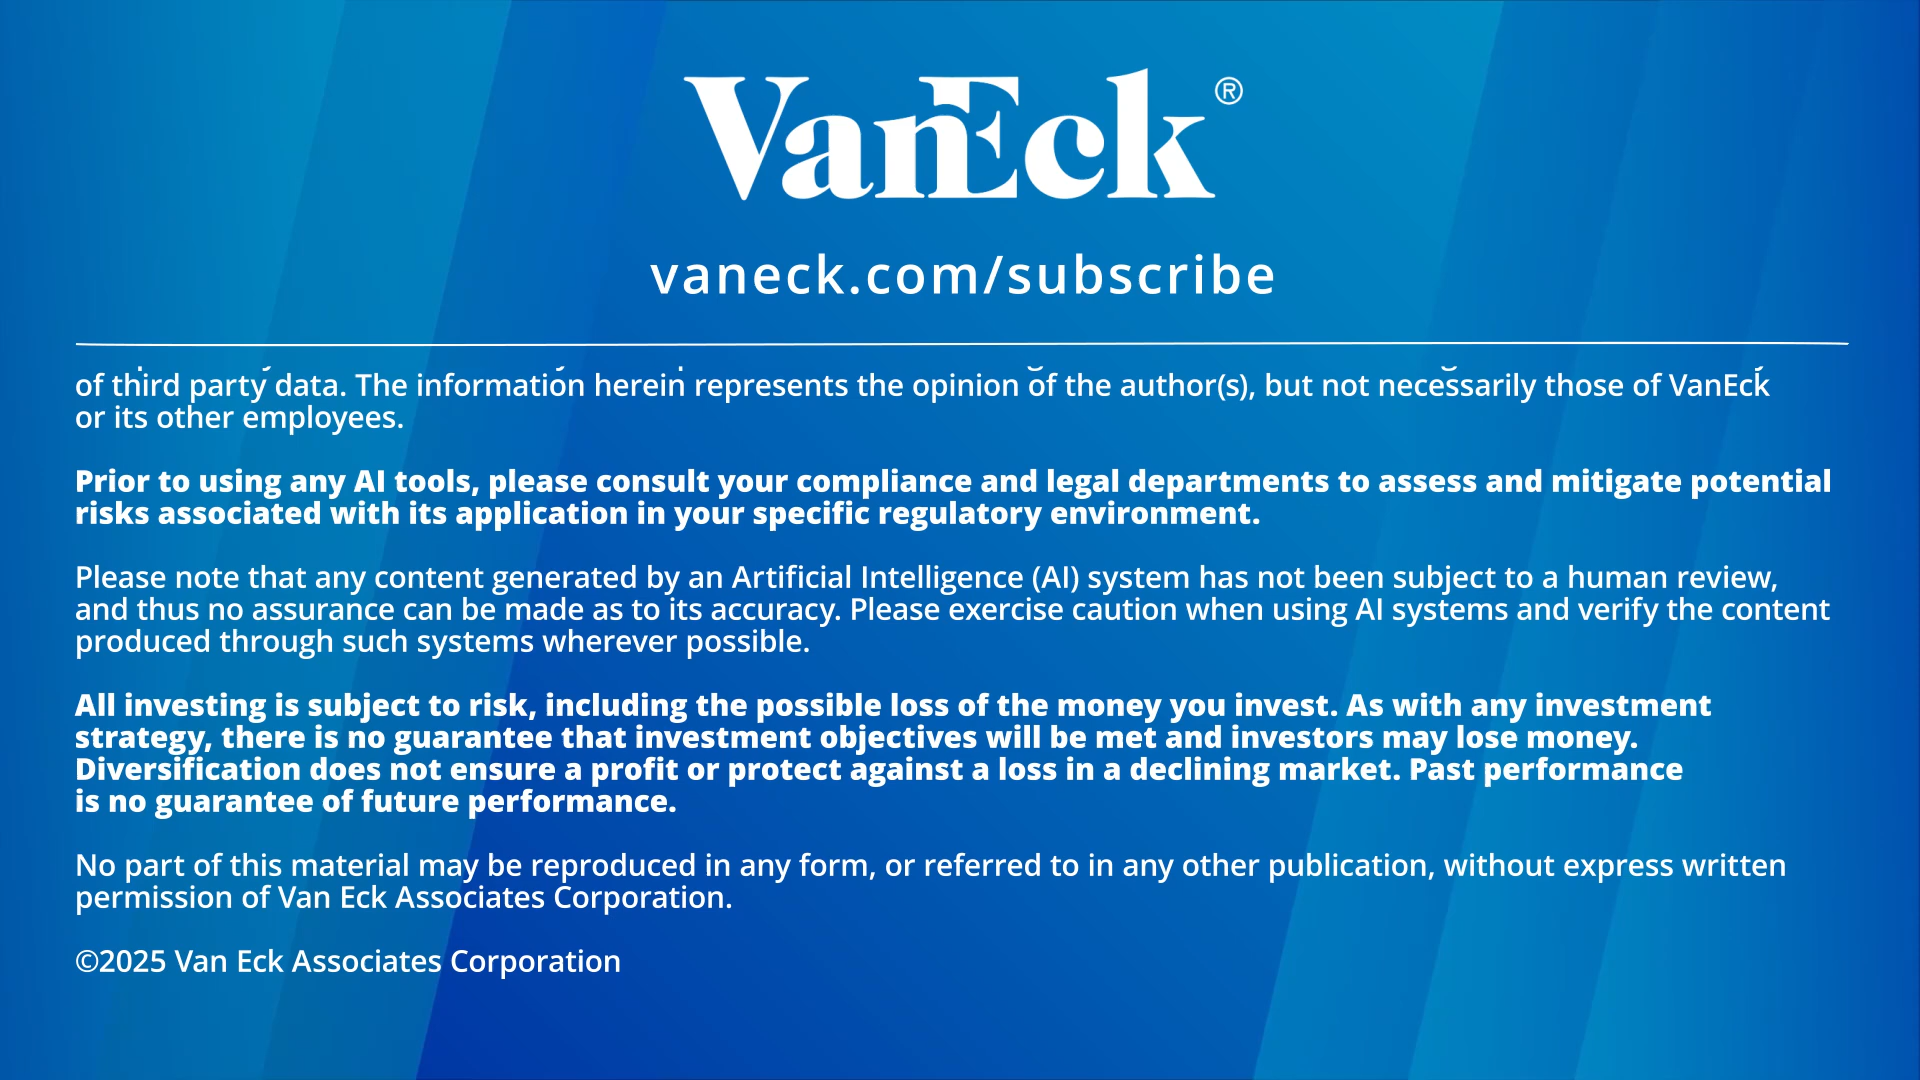 VanEck®
vaneck.com/subscribe
of third party data. The information herein represents the opinion of the author(s), but not necessarily those of VanEck
or its other employees.
Prior to using any AI tools, please consult your compliance and legal departments to assess and mitigate potential
risks associated with its application in your specific regulatory environment.
Please note that any content generated by an Artificial Intelligence (AI) system has not been subject to a human review,
and thus no assurance can be made as to its accuracy. Please exercise caution when using AI systems and verify the content
produced through such systems wherever possible.
All investing is subject to risk, including the possible loss of the money you invest. As with any investment
strategy, there is no guarantee that investment objectives will be met and investors may lose money.
Diversification does not ensure a profit or protect against a loss in a declining market. Past performance
is no guarantee of future performance.
No part of this material may be reproduced in any form, or referred to in any other publication, without express written
permission of Van Eck Associates Corporation.
©2025 Van Eck Associates Corporation